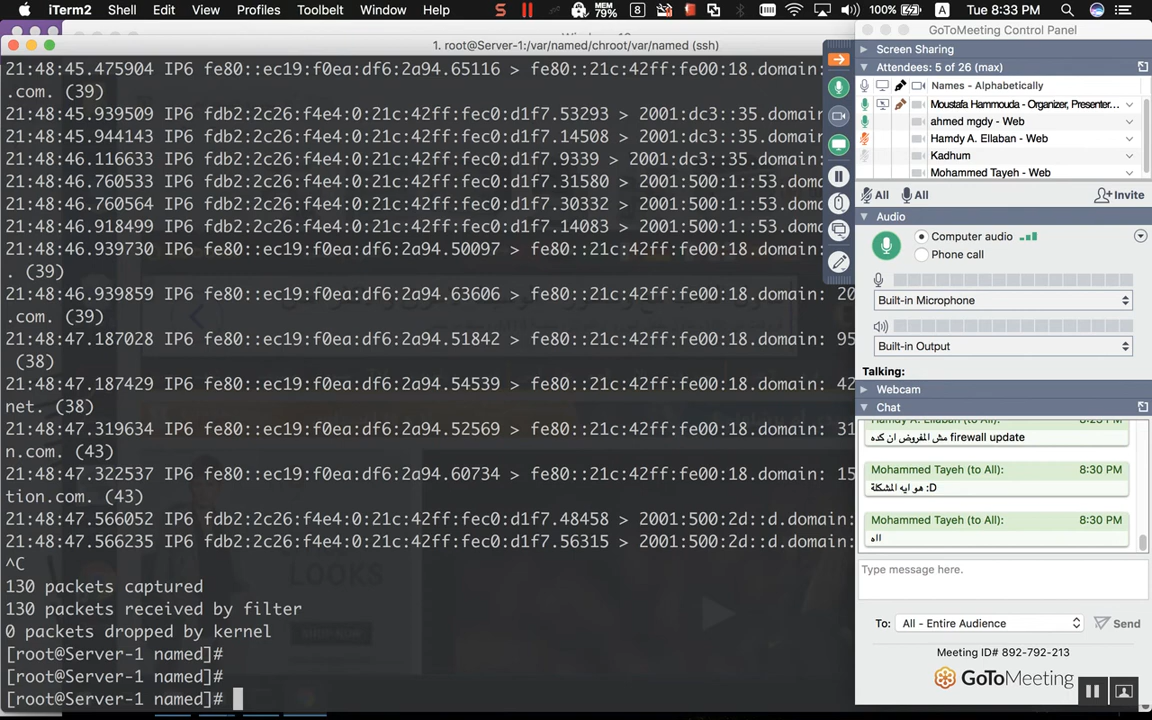 iTerm2 Shell Edit View Profiles Toolbelt Window Help
MEM 79% 8 100% A Tue 8:33 PM
1. root@Server-1:/var/named/chroot/var/named (ssh)
21:48:45.475904 IP6 fe80::ec19:f0ea:df6:2a94.65116 > fe80::21c:42ff:fe00:18.domain:
.com. (39)
21:48:45.939509 IP6 fdb2:2c26:f4e4:0:21c:42ff:fec0:d1f7.53293 > 2001:dc3::35.domain
21:48:45.944143 IP6 fdb2:2c26:f4e4:0:21c:42ff:fec0:d1f7.14508 > 2001:dc3::35.domain
21:48:46.116633 IP6 fdb2:2c26:f4e4:0:21c:42ff:fec0:d1f7.9339 > 2001:dc3::35.domain:
21:48:46.760533 IP6 fdb2:2c26:f4e4:0:21c:42ff:fec0:d1f7.31580 > 2001:500:1::53.doma
21:48:46.760564 IP6 fdb2:2c26:f4e4:0:21c:42ff:fec0:d1f7.30332 > 2001:500:1::53.doma
21:48:46.918499 IP6 fdb2:2c26:f4e4:0:21c:42ff:fec0:d1f7.14083 > 2001:500:1::53.doma
21:48:46.939730 IP6 fe80::ec19:f0ea:df6:2a94.50097 > fe80::21c:42ff:fe00:18.domain:
. (39)
21:48:46.939859 IP6 fe80::ec19:f0ea:df6:2a94.63606 > fe80::21c:42ff:fe00:18.domain: 20
.com. (39)
21:48:47.187028 IP6 fe80::ec19:f0ea:df6:2a94.51842 > fe80::21c:42ff:fe00:18.domain: 95
(38)
21:48:47.187429 IP6 fe80::ec19:f0ea:df6:2a94.54539 > fe80::21c:42ff:fe00:18.domain: 42
net. (38)
21:48:47.319634 IP6 fe80::ec19:f0ea:df6:2a94.52569 > fe80::21c:42ff:fe00:18.domain: 31
n.com. (43)
21:48:47.322537 IP6 fe80::ec19:f0ea:df6:2a94.60734 > fe80::21c:42ff:fe00:18.domain: 15
tion.com. (43)
21:48:47.566052 IP6 fdb2:2c26:f4e4:0:21c:42ff:fec0:d1f7.48458 > 2001:500:2d::d.domain:
21:48:47.566235 IP6 fdb2:2c26:f4e4:0:21c:42ff:fec0:d1f7.56315 > 2001:500:2d::d.domain:
^C
130 packets captured
130 packets received by filter
0 packets dropped by kernel
[root@Server-1 named]#
[root@Server-1 named]#
[root@Server-1 named]#
LOOKS
GoToMeeting Control Panel
Screen Sharing
Attendees: 5 of 26 (max)
Names - Alphabetically
Moustafa Hammouda - Organizer, Presenter...
ahmed mgdy - Web
Hamdy A. Ellaban - Web
Kadhum
Mohammed Tayeh - Web
All All Invite
Audio
Computer audio
Phone call
Built-in Microphone
Built-in Output
Talking:
Webcam
Chat
Hamdy A. Ellaban (to All): 8:25 PM
مش المفروض ان كده firewall update
Mohammed Tayeh (to All): 8:30 PM
هو ايه المشكلة :D
Mohammed Tayeh (to All): 8:30 PM
ااه
Type message here.
To: All - Entire Audience Send
Meeting ID# 892-792-213
GoToMeeting